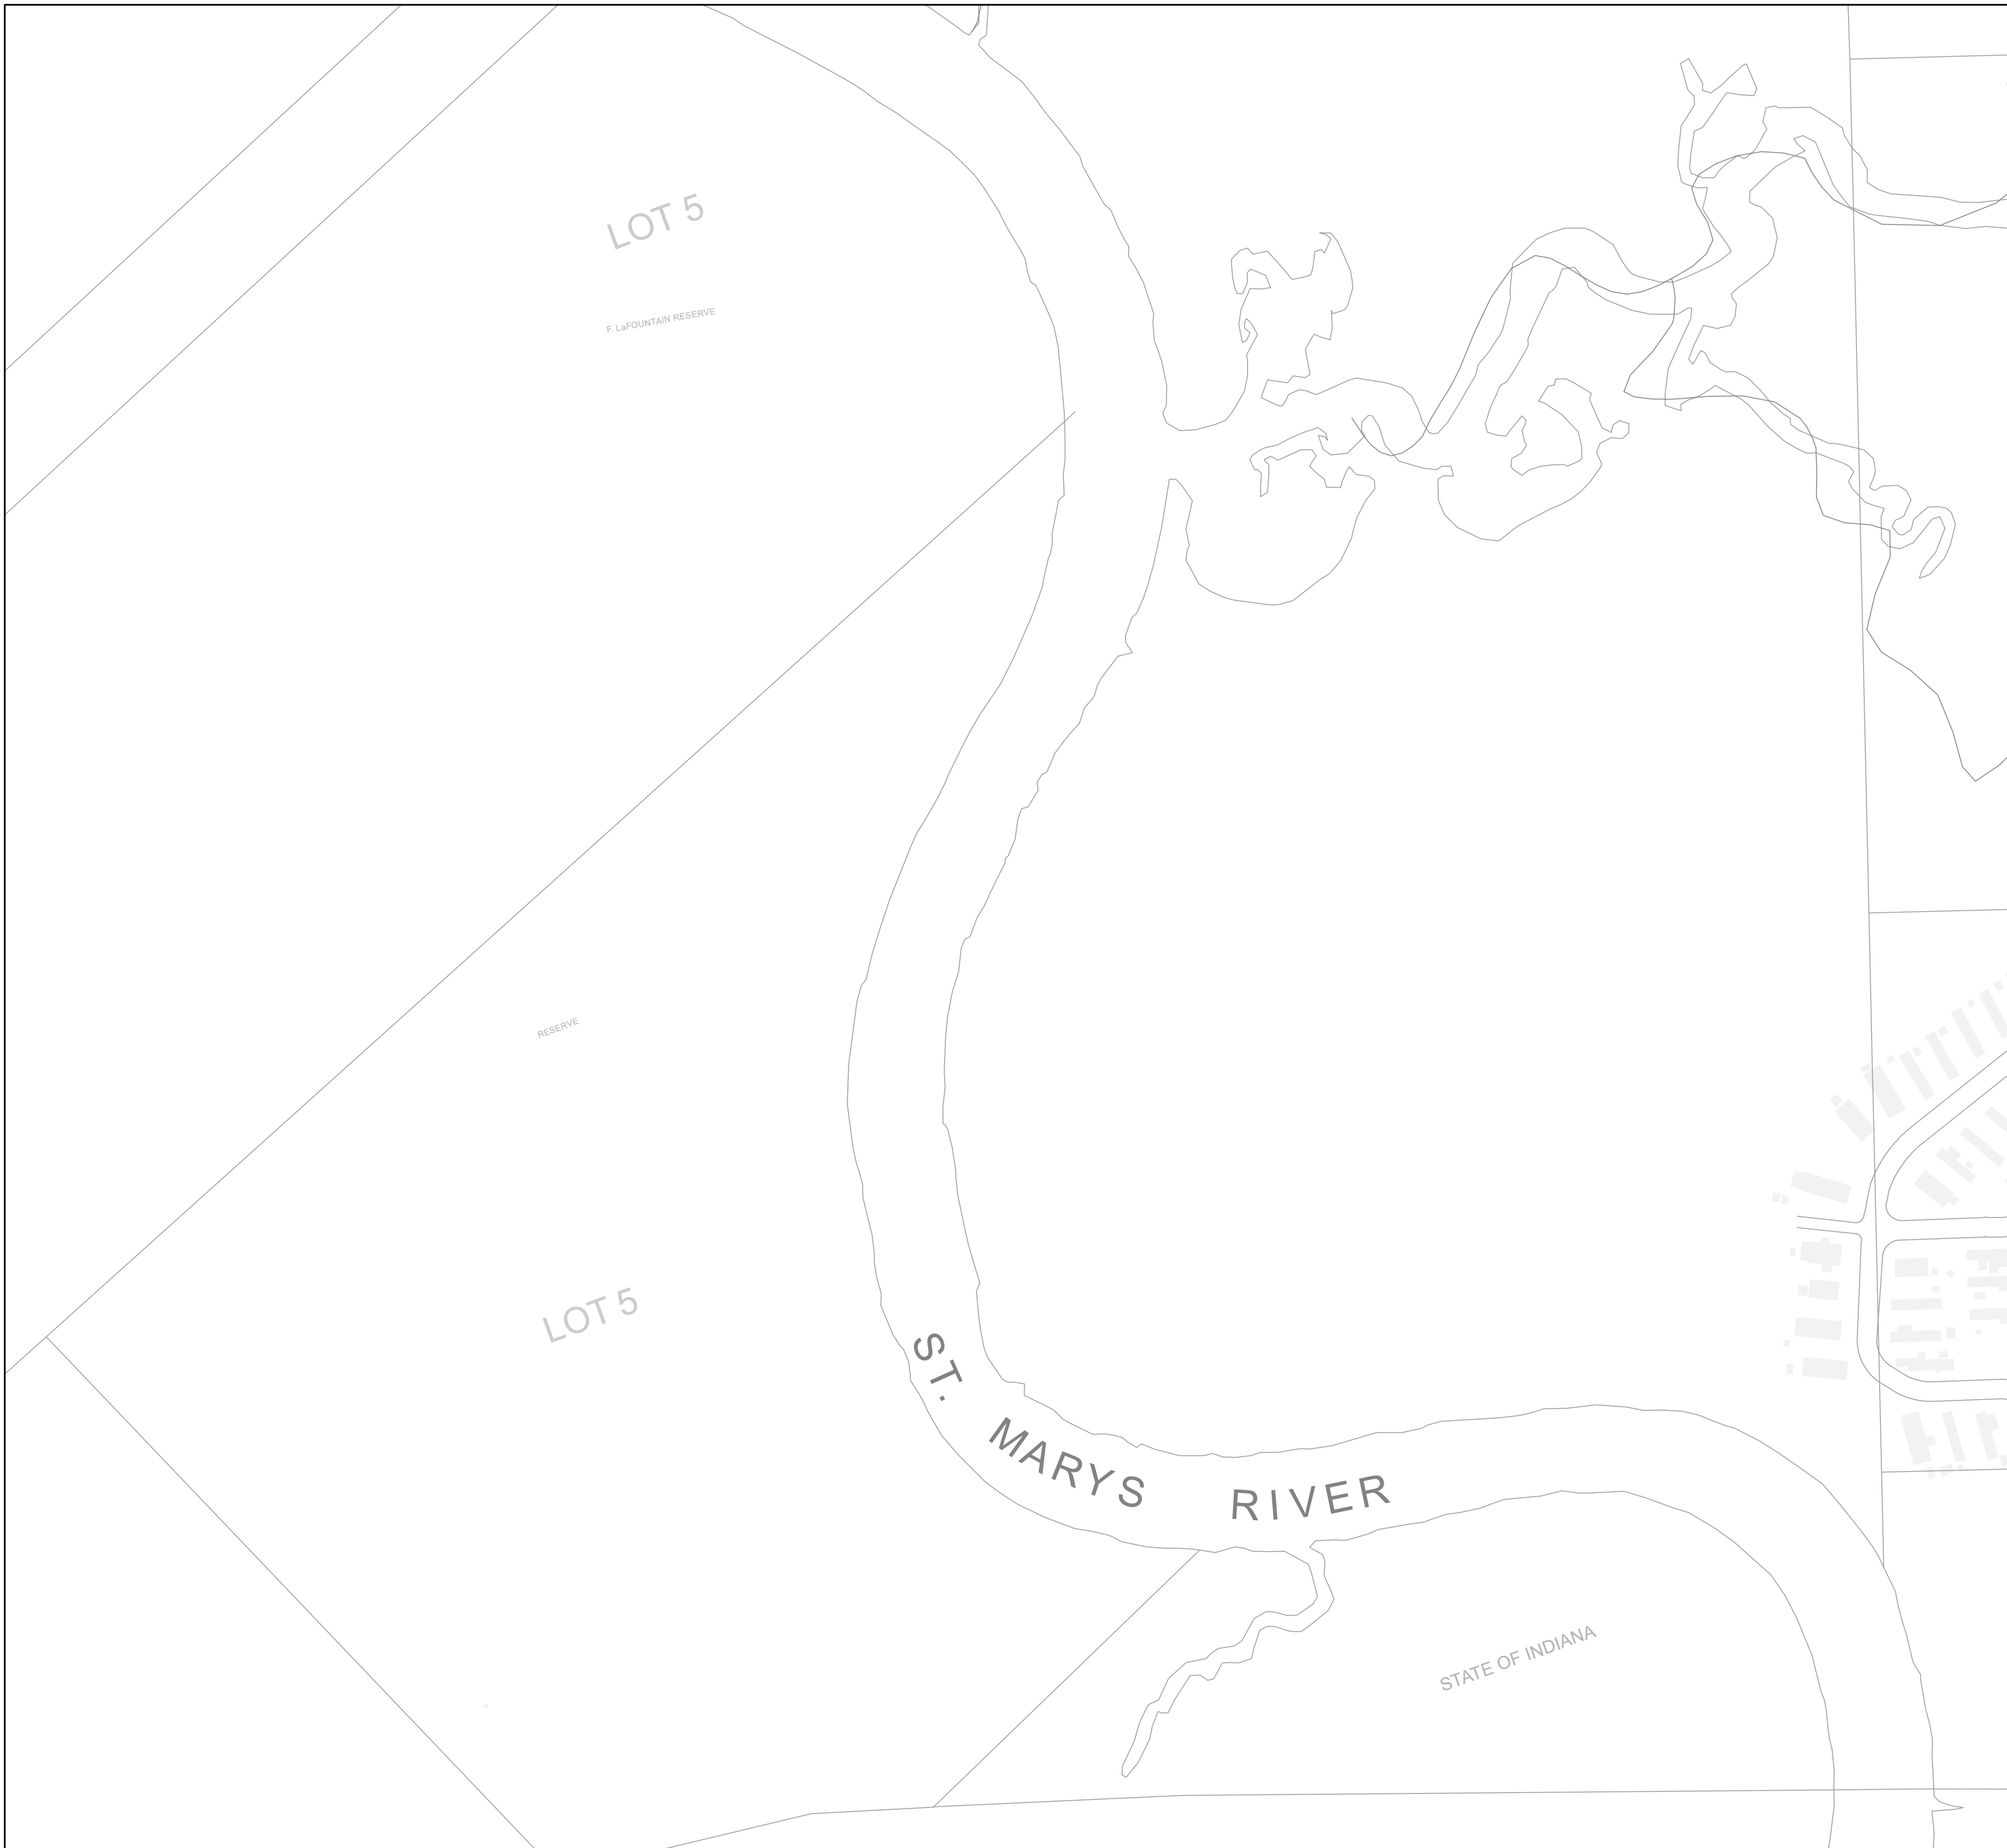 LOT 5
F. LaFOUNTAIN RESERVE
RESERVE
LOT 5
ST. MARYS RIVER
STATE OF INDIANA